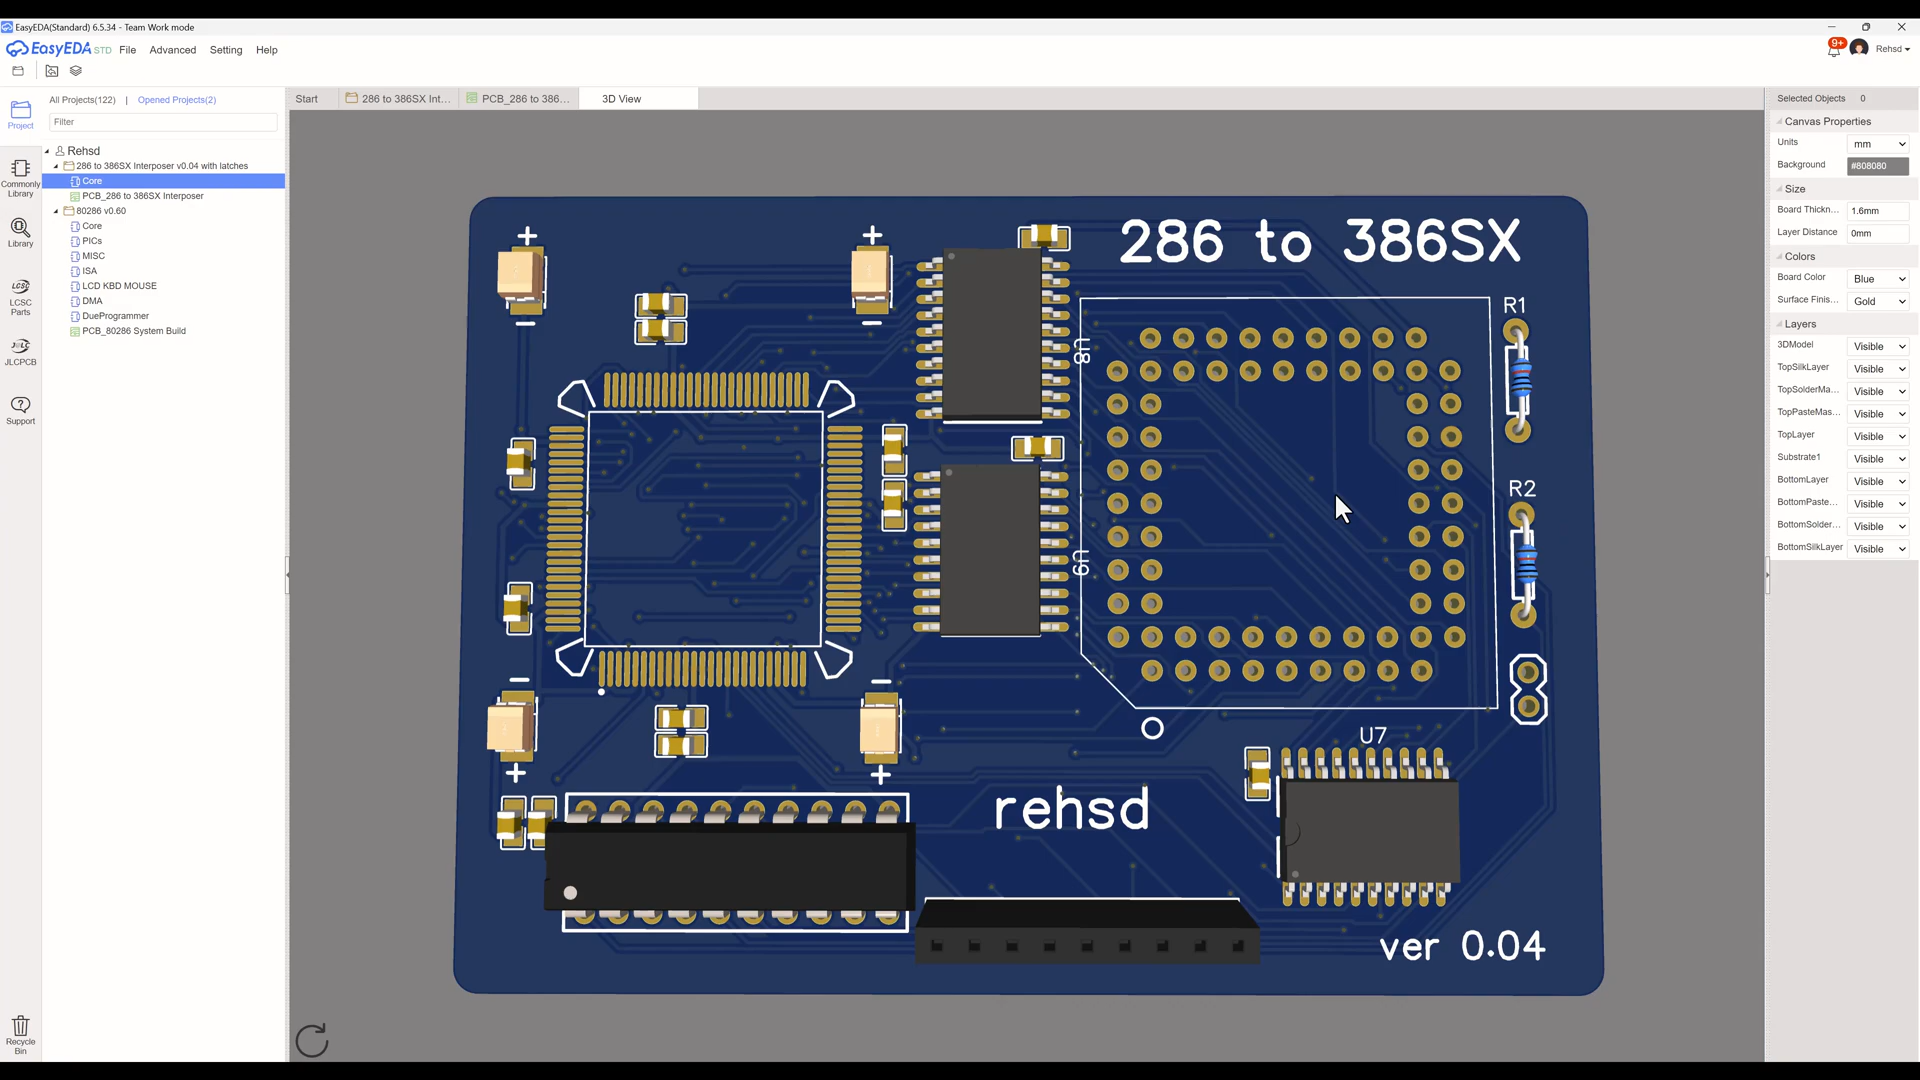 EasyEDA(Standard) 6.5.34 - Team Work mode
EasyEDA STD File Advanced Setting Help
9+ Rehsd
Project
Commonly
Library
Library
LCSC
LCSC
Parts
JLC
JLCPCB
Support
Recycle
Bin
All Projects(122) | Opened Projects(2)
Filter
Rehsd
286 to 386SX Interposer v0.04 with latches
Core
PCB_286 to 386SX Interposer
80286 v0.60
Core
PICs
MISC
ISA
LCD KBD MOUSE
DMA
DueProgrammer
PCB_80286 System Build
Start 286 to 386SX Int... PCB_286 to 386... 3D View
286 to 386SX
+ +
− −
U8
R1
U9
R2
− −
+ +
U7
rehsd
ver 0.04
Selected Objects 0
Canvas Properties
Units mm
Background #808080
Size
Board Thickn... 1.6mm
Layer Distance 0mm
Colors
Board Color Blue
Surface Finis... Gold
Layers
3DModel Visible
TopSilkLayer Visible
TopSolderMa... Visible
TopPasteMas... Visible
TopLayer Visible
Substrate1 Visible
BottomLayer Visible
BottomPaste... Visible
BottomSolder... Visible
BottomSilkLayer Visible